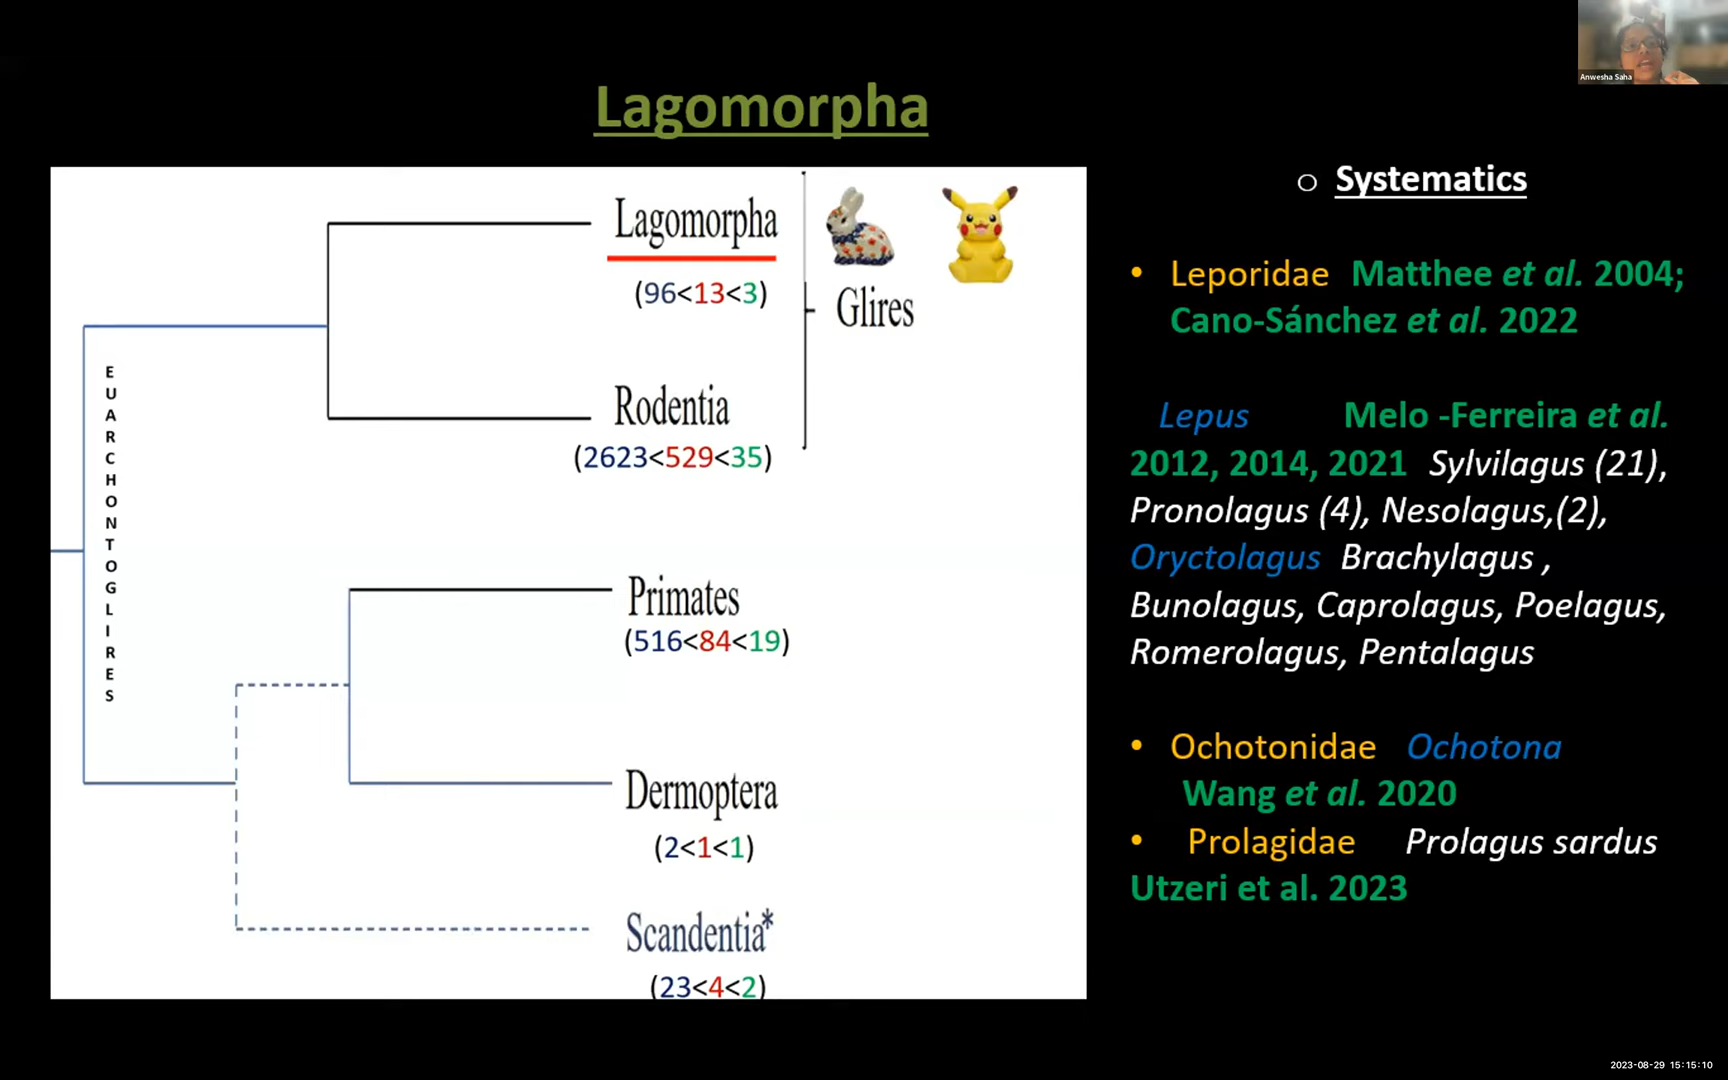 Anwesha Saha
Lagomorpha
Lagomorpha
(96<13<3)
Glires
Rodentia
(2623<529<35)
EUARCHONTOGLIRES
Primates
(516<84<19)
Dermoptera
(2<1<1)
Scandentia*
(23<4<2)
o Systematics
• Leporidae Matthee et al. 2004;
Cano-Sánchez et al. 2022
Lepus Melo -Ferreira et al.
2012, 2014, 2021 Sylvilagus (21),
Pronolagus (4), Nesolagus,(2),
Oryctolagus Brachylagus ,
Bunolagus, Caprolagus, Poelagus,
Romerolagus, Pentalagus
• Ochotonidae Ochotona
Wang et al. 2020
• Prolagidae Prolagus sardus
Utzeri et al. 2023
2023-08-29 15:15:10